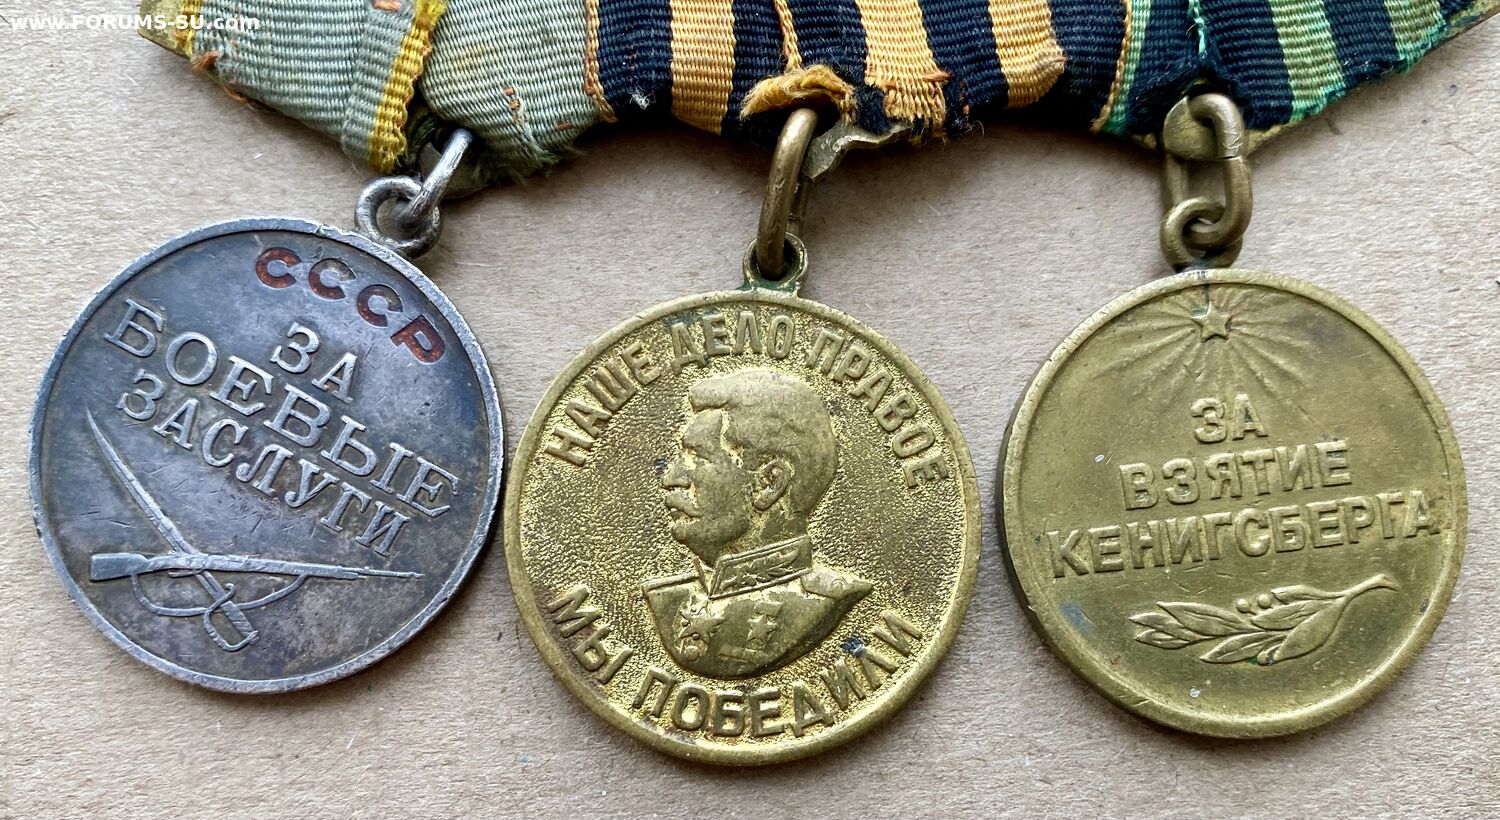 www.FORUMS-SU.com
СССР
ЗА
БОЕВЫЕ
ЗАСЛУГИ
НАШЕ ДЕЛО ПРАВОЕ
МЫ ПОБЕДИЛИ
ЗА
ВЗЯТИЕ
КЕНИГСБЕРГА